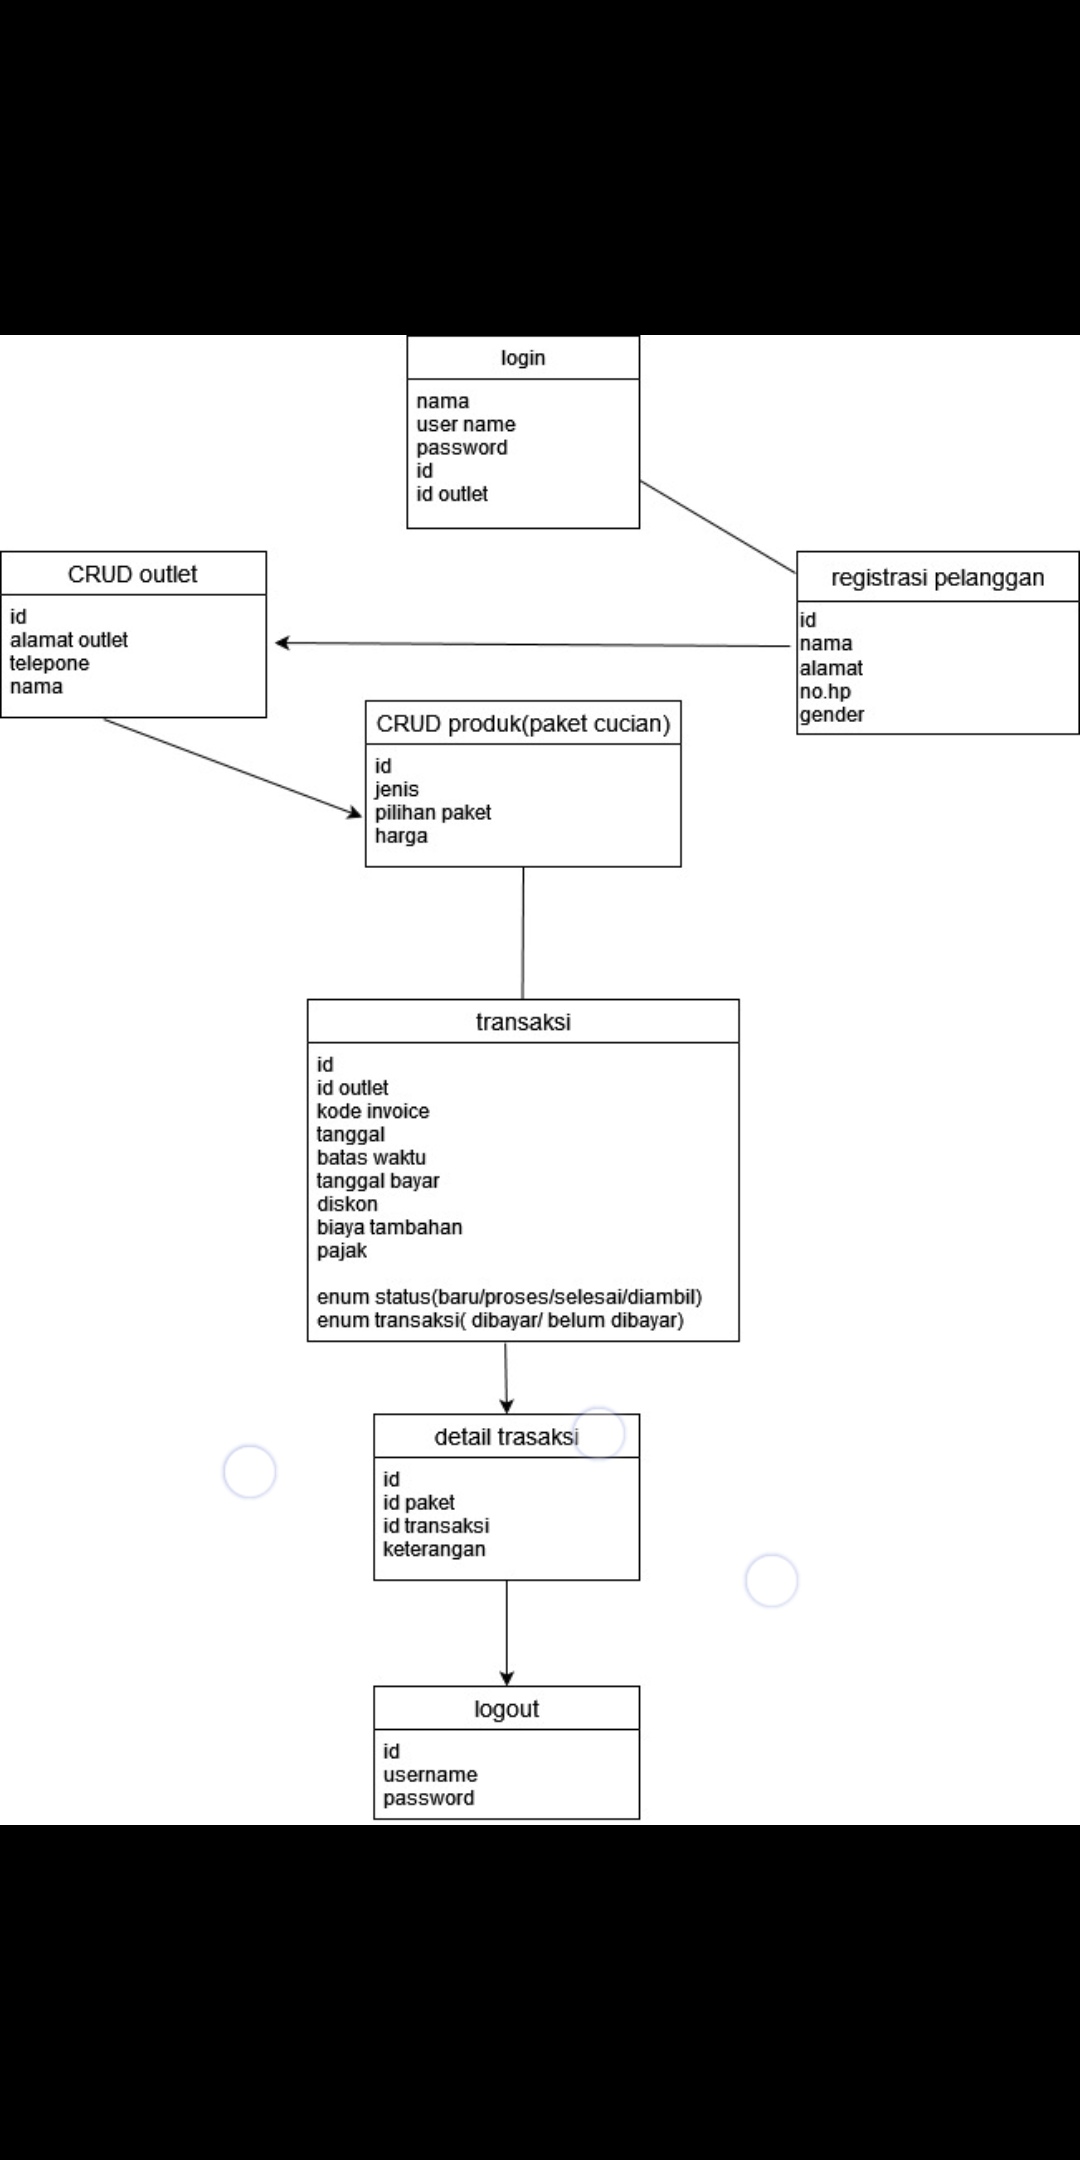 login
nama
user name
password
id
id outlet
CRUD outlet
id
alamat outlet
telepone
nama
registrasi pelanggan
id
nama
alamat
no.hp
gender
CRUD produk(paket cucian)
id
jenis
pilihan paket
harga
transaksi
id
id outlet
kode invoice
tanggal
batas waktu
tanggal bayar
diskon
biaya tambahan
pajak
enum status(baru/proses/selesai/diambil)
enum transaksi( dibayar/ belum dibayar)
detail trasaksi
id
id paket
id transaksi
keterangan
logout
id
username
password